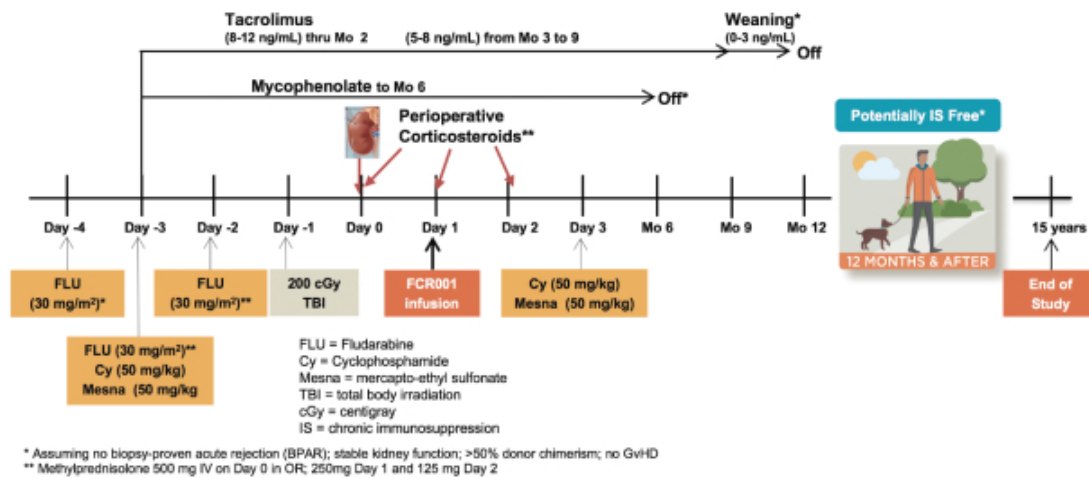 Tacrolimus
(8-12 ng/mL) thru Mo 2
(5-8 ng/mL) from Mo 3 to 9
Weaning*
(0-3 ng/mL)
Off
Mycophenolate to Mo 6
Off*
Perioperative
Corticosteroids**
Potentially IS Free*
Day -4
Day -3
Day -2
Day -1
Day 0
Day 1
Day 2
Day 3
Mo 6
Mo 9
Mo 12
12 MONTHS & AFTER
15 years
FLU
(30 mg/m²)*
FLU
(30 mg/m²)**
200 cGy
TBI
FCR001
infusion
Cy (50 mg/kg)
Mesna (50 mg/kg)
End of
Study
FLU (30 mg/m²)**
Cy (50 mg/kg)
Mesna (50 mg/kg
FLU = Fludarabine
Cy = Cyclophosphamide
Mesna = mercapto-ethyl sulfonate
TBI = total body irradiation
cGy = centigray
IS = chronic immunosuppression
* Assuming no biopsy-proven acute rejection (BPAR); stable kidney function; >50% donor chimerism; no GvHD
** Methylprednisolone 500 mg IV on Day 0 in OR; 250mg Day 1 and 125 mg Day 2